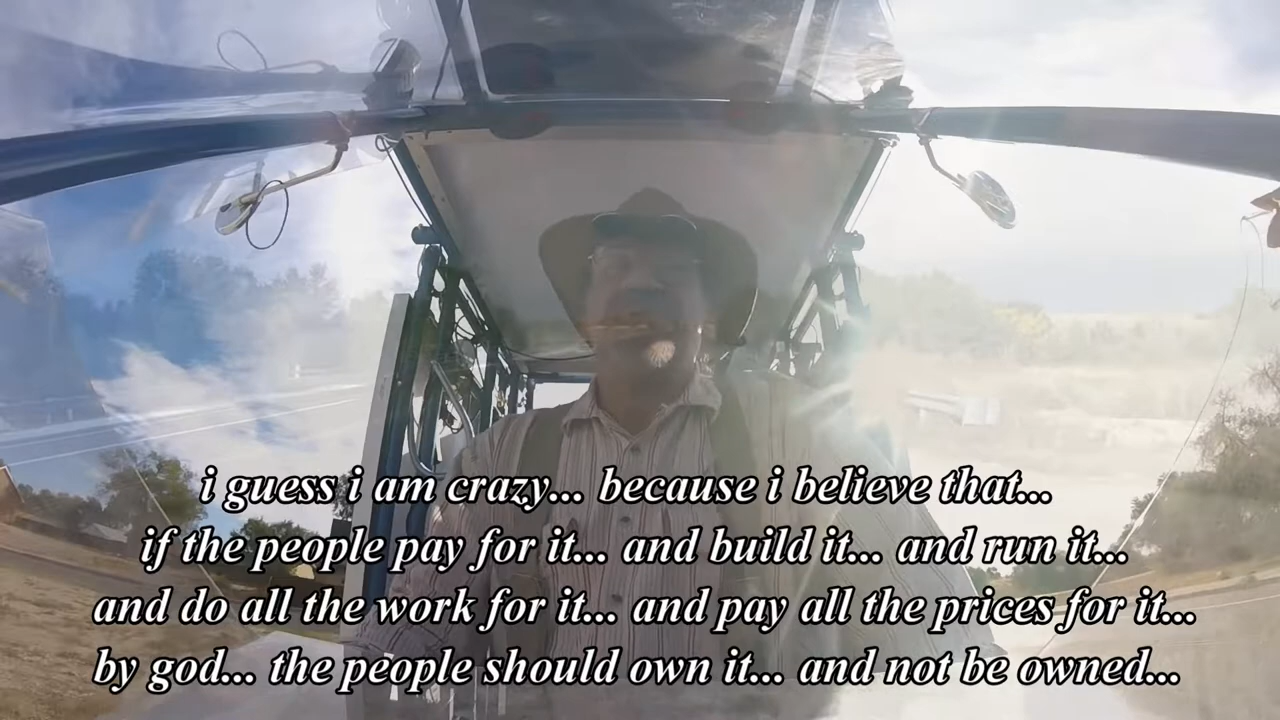 i guess i am crazy... because i believe that...
if the people pay for it... and build it... and run it...
and do all the work for it... and pay all the prices for it...
by god... the people should own it... and not be owned...